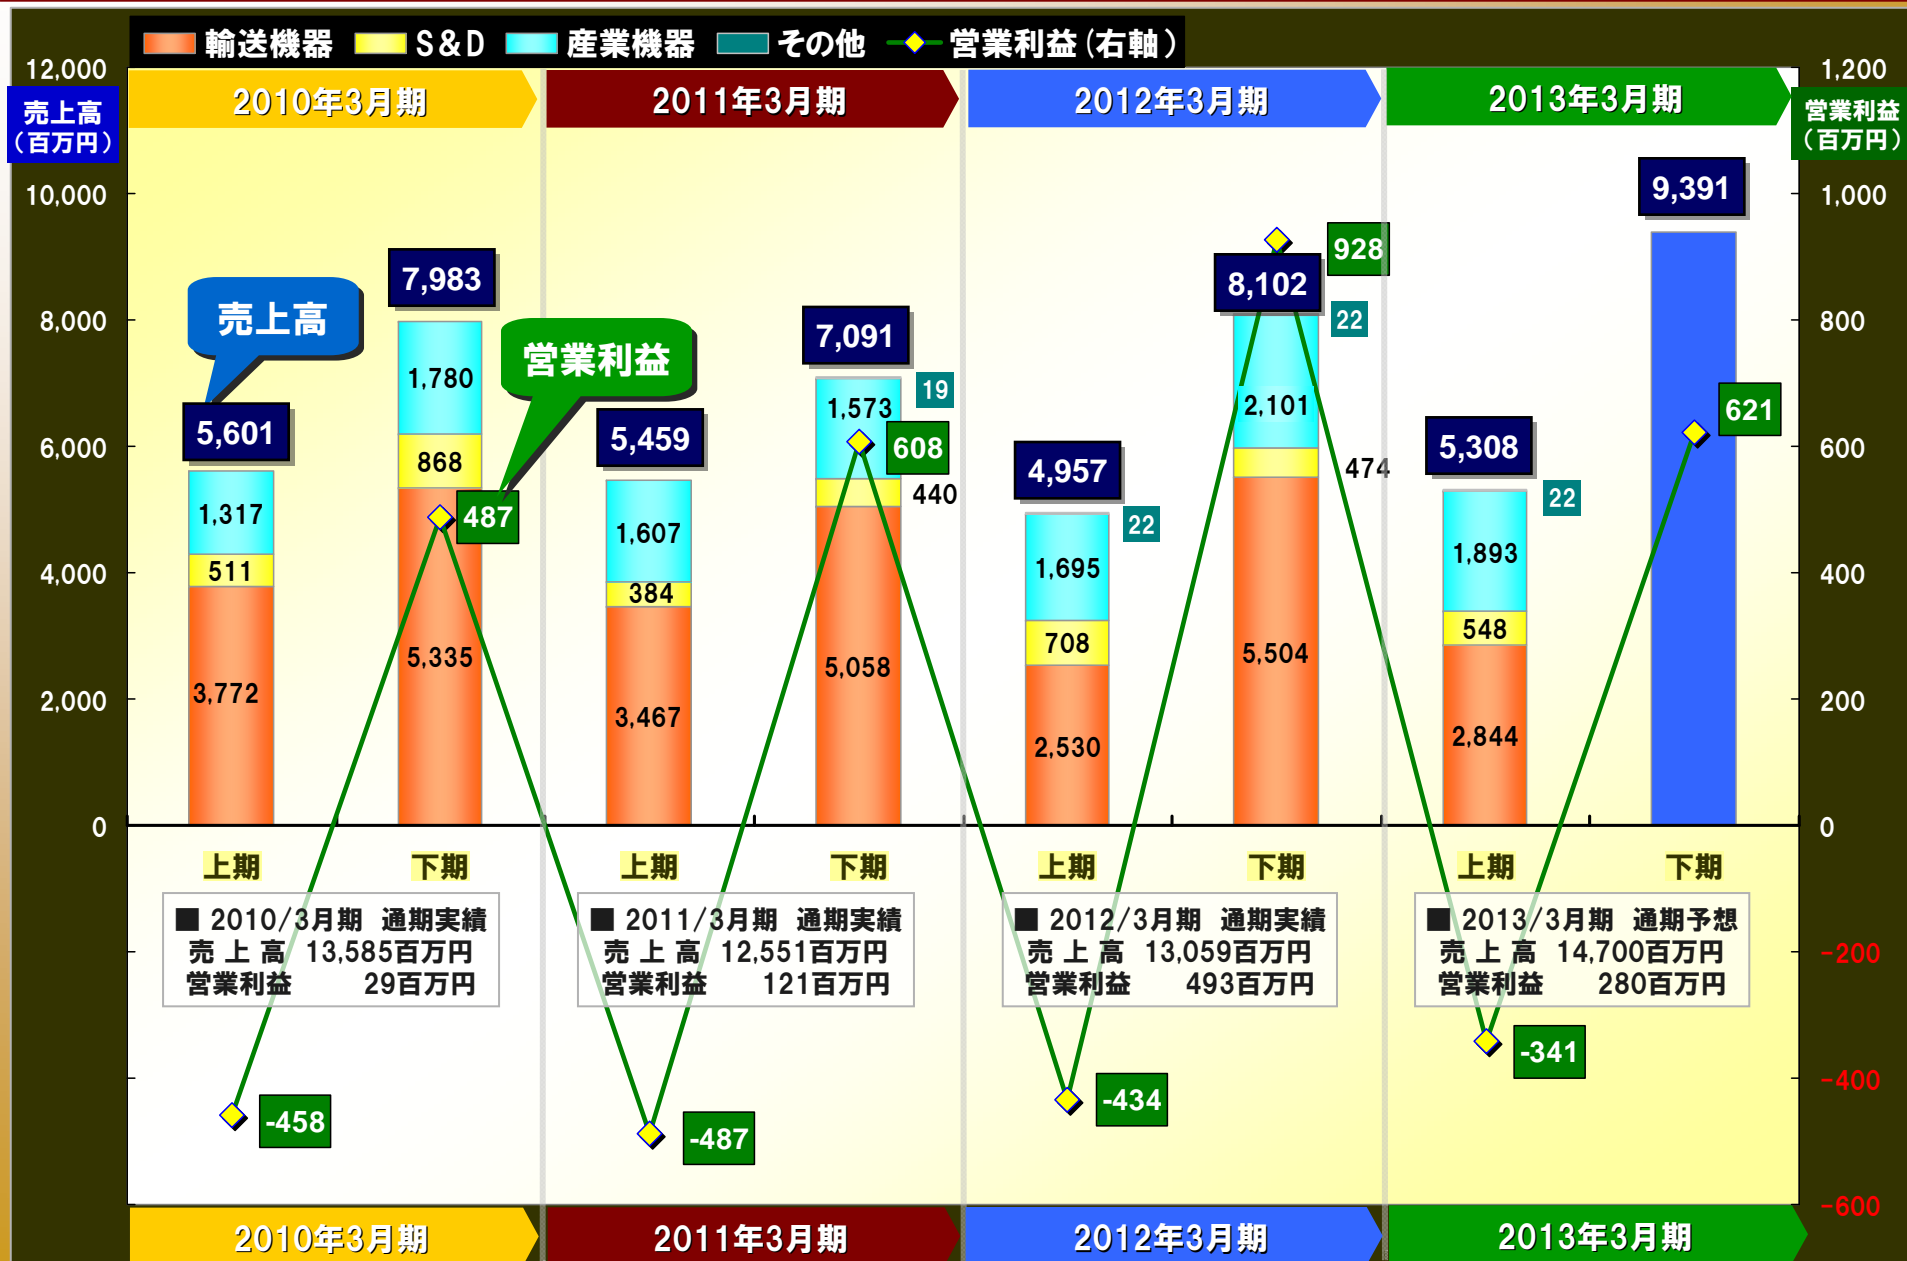 輸送機器 S&D 産業機器 その他 営業利益(右軸)
2010年3月期 2011年3月期 2012年3月期 2013年3月期
売上高
(百万円)
営業利益
(百万円)
12,000
10,000
8,000
6,000
4,000
2,000
0
1,200
1,000
800
600
400
200
0
-200
-400
-600
売上高
営業利益
5,601
1,317
511
3,772
-458
7,983
1,780
868
5,335
487
5,459
1,607
384
3,467
-487
7,091
19
1,573
440
5,058
608
4,957
22
1,695
708
2,530
-434
928
8,102
22
2,101
474
5,504
5,308
22
1,893
548
2,844
-341
9,391
621
上期 下期 上期 下期 上期 下期 上期 下期
■ 2010/3月期 通期実績
売 上 高 13,585百万円
営業利益 29百万円
■ 2011/3月期 通期実績
売 上 高 12,551百万円
営業利益 121百万円
■ 2012/3月期 通期実績
売 上 高 13,059百万円
営業利益 493百万円
■ 2013/3月期 通期予想
売 上 高 14,700百万円
営業利益 280百万円
2010年3月期 2011年3月期 2012年3月期 2013年3月期